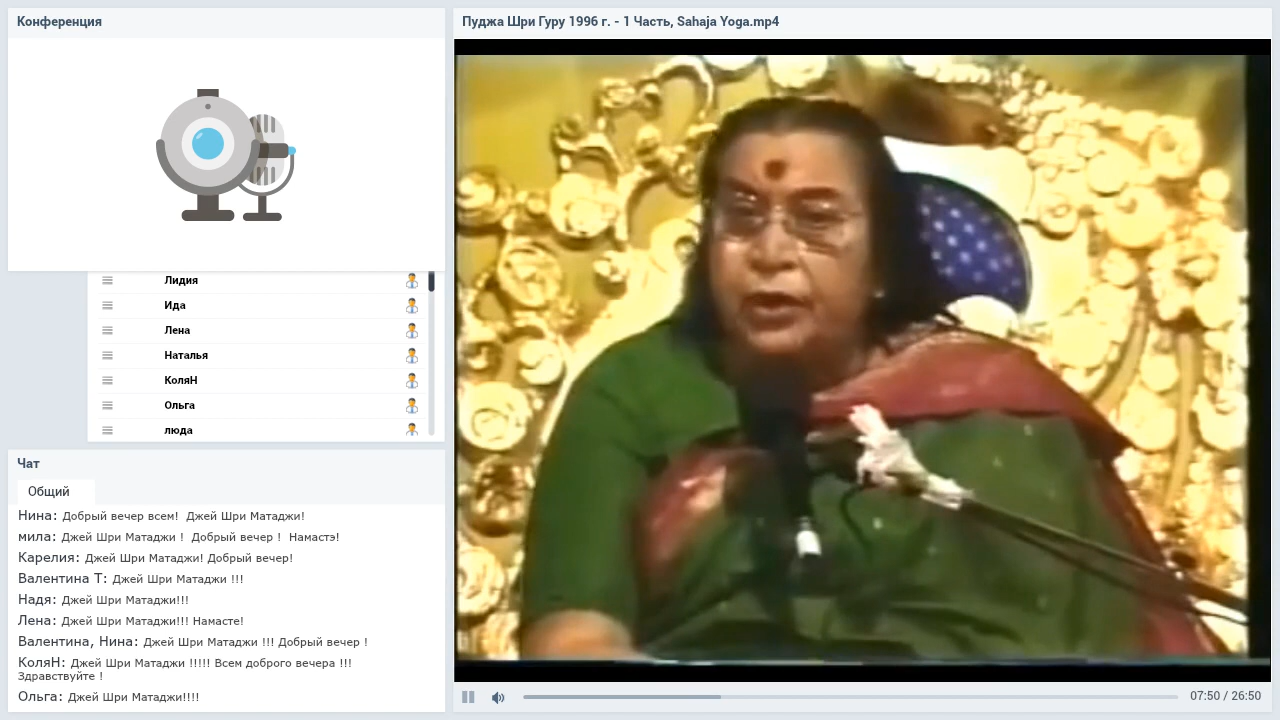 Конференция
Лидия
Ида
Лена
Наталья
КоляН
Ольга
люда
Чат
Общий
Нина: Добрый вечер всем! Джей Шри Матаджи!
мила: Джей Шри Матаджи ! Добрый вечер ! Намастэ!
Карелия: Джей Шри Матаджи! Добрый вечер!
Валентина Т: Джей Шри Матаджи !!!
Надя: Джей Шри Матаджи!!!
Лена: Джей Шри Матаджи!!! Намасте!
Валентина, Нина: Джей Шри Матаджи !!! Добрый вечер !
КоляН: Джей Шри Матаджи !!!!! Всем доброго вечера !!!
Здравствуйте !
Ольга: Джей Шри Матаджи!!!!
Пуджа Шри Гуру 1996 г. - 1 Часть, Sahaja Yoga.mp4
07:50 / 26:50